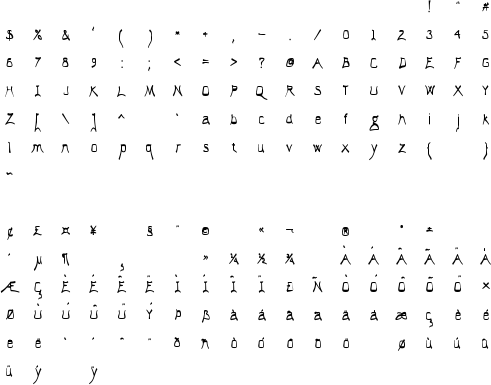 ! " #
$ % & ' ( ) * + , - . / 0 1 2 3 4 5
6 7 8 9 : ; < = > ? @ A B C D E F G
H I J K L M N O P Q R S T U V W X Y
Z [ \ ] ^ ` a b c d e f g h i j k
l m n o p q r s t u v w x y z { }
~
¢ £ ¤ ¥ § ¨ © « ¬ ® ° ±
´ µ ¶ ¸ » ¼ ½ ¾ À Á Â Ã Ä Å
Æ Ç È É Ê Ë Ì Í Î Ï Ð Ñ Ò Ó Ô Õ Ö ×
Ø Ù Ú Û Ü Ý Þ ß à á â ã ä å æ ç è é
ê ë ì í î ï ð ñ ò ó ô õ ö ø ù ú û
ü ý ÿ